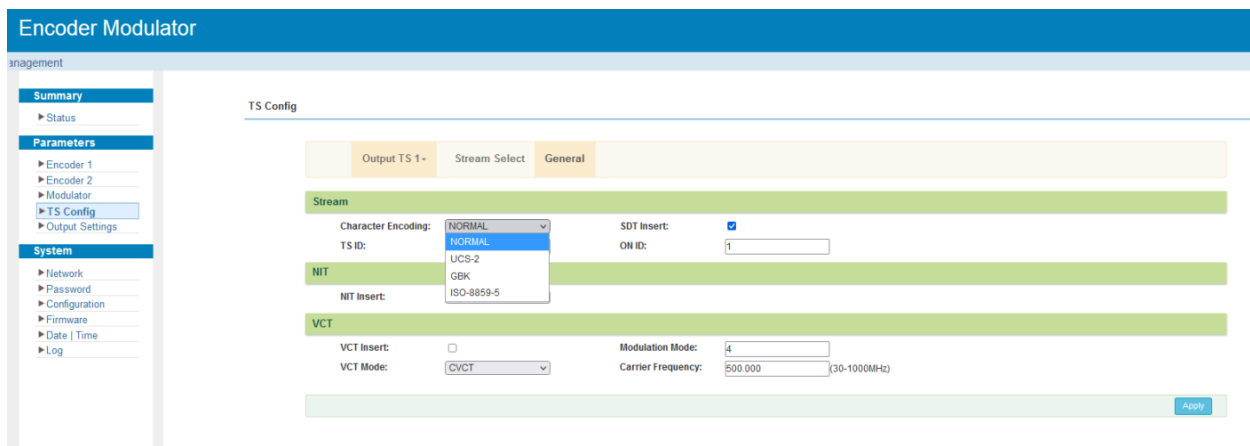 Encoder Modulator
anagement
Summary
Status
Parameters
Encoder 1
Encoder 2
Modulator
TS Config
Output Settings
System
Network
Password
Configuration
Firmware
Date | Time
Log
TS Config
Output TS 1 Stream Select General
Stream
Character Encoding: NORMAL SDT Insert:
NORMAL
UCS-2
GBK
ISO-8859-5
TS ID: ON ID: 1
NIT
NIT Insert:
VCT
VCT Insert: Modulation Mode: 4
VCT Mode: CVCT Carrier Frequency: 500.000 (30-1000MHz)
Apply